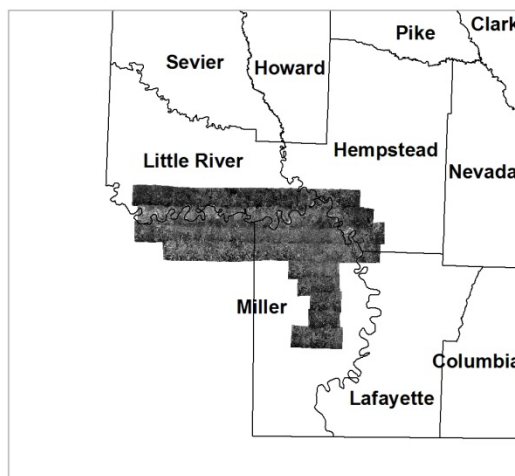 Pike
Clark
Sevier
Howard
Little River
Hempstead
Nevada
Miller
Columbia
Lafayette